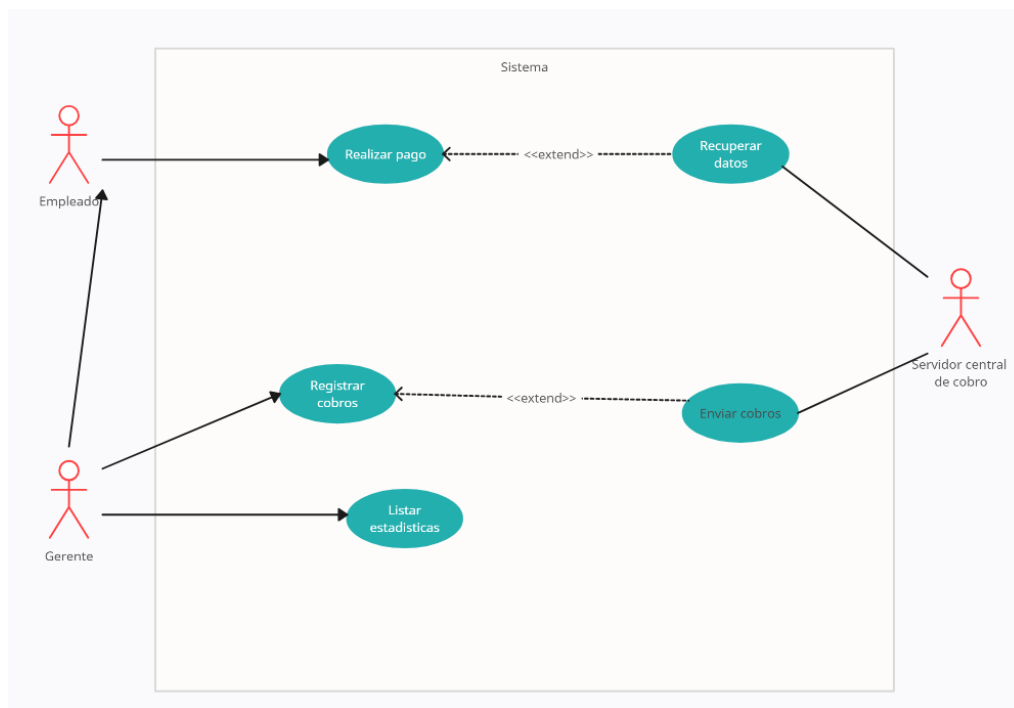 Sistema
Realizar pago
<<extend>>
Recuperar
datos
Empleado
Servidor central
de cobro
Registrar
cobros
<<extend>>
Enviar cobros
Listar
estadisticas
Gerente